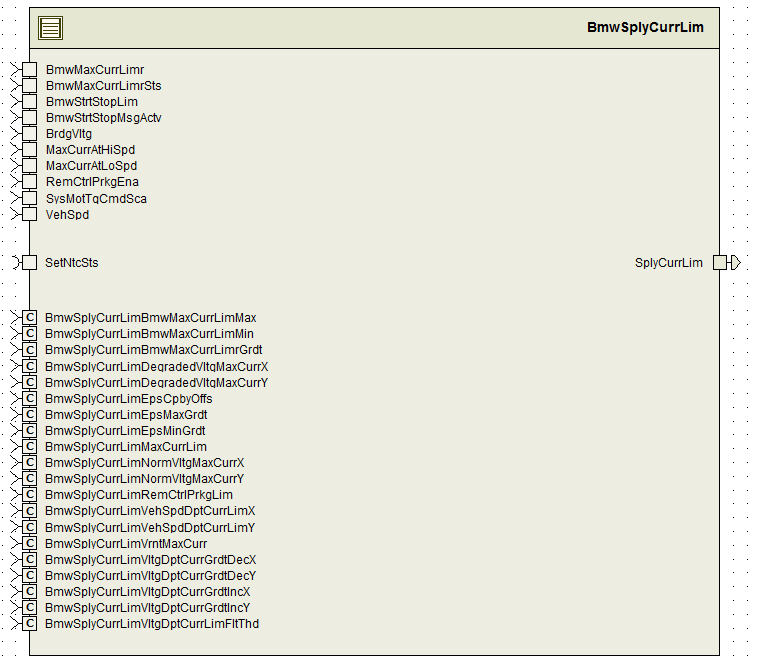 BmwSplyCurrLim
BmwMaxCurrLimr
BmwMaxCurrLimrSts
BmwStrtStopLim
BmwStrtStopMsgActv
BrdgVltg
MaxCurrAtHiSpd
MaxCurrAtLoSpd
RemCtrlPrkgEna
SysMotTqCmdSca
VehSpd
SetNtcSts
SplyCurrLim
C BmwSplyCurrLimBmwMaxCurrLimMax
C BmwSplyCurrLimBmwMaxCurrLimMin
C BmwSplyCurrLimBmwMaxCurrLimrGrdt
C BmwSplyCurrLimDegradedVltgMaxCurrX
C BmwSplyCurrLimDegradedVltgMaxCurrY
C BmwSplyCurrLimEpsCpbyOffs
C BmwSplyCurrLimEpsMaxGrdt
C BmwSplyCurrLimEpsMinGrdt
C BmwSplyCurrLimMaxCurrLim
C BmwSplyCurrLimNormVltgMaxCurrX
C BmwSplyCurrLimNormVltgMaxCurrY
C BmwSplyCurrLimRemCtrlPrkgLim
C BmwSplyCurrLimVehSpdDptCurrLimX
C BmwSplyCurrLimVehSpdDptCurrLimY
C BmwSplyCurrLimVrntMaxCurr
C BmwSplyCurrLimVltgDptCurrGrdtDecX
C BmwSplyCurrLimVltgDptCurrGrdtDecY
C BmwSplyCurrLimVltgDptCurrGrdtIncX
C BmwSplyCurrLimVltgDptCurrGrdtIncY
C BmwSplyCurrLimVltgDptCurrLimFltThd